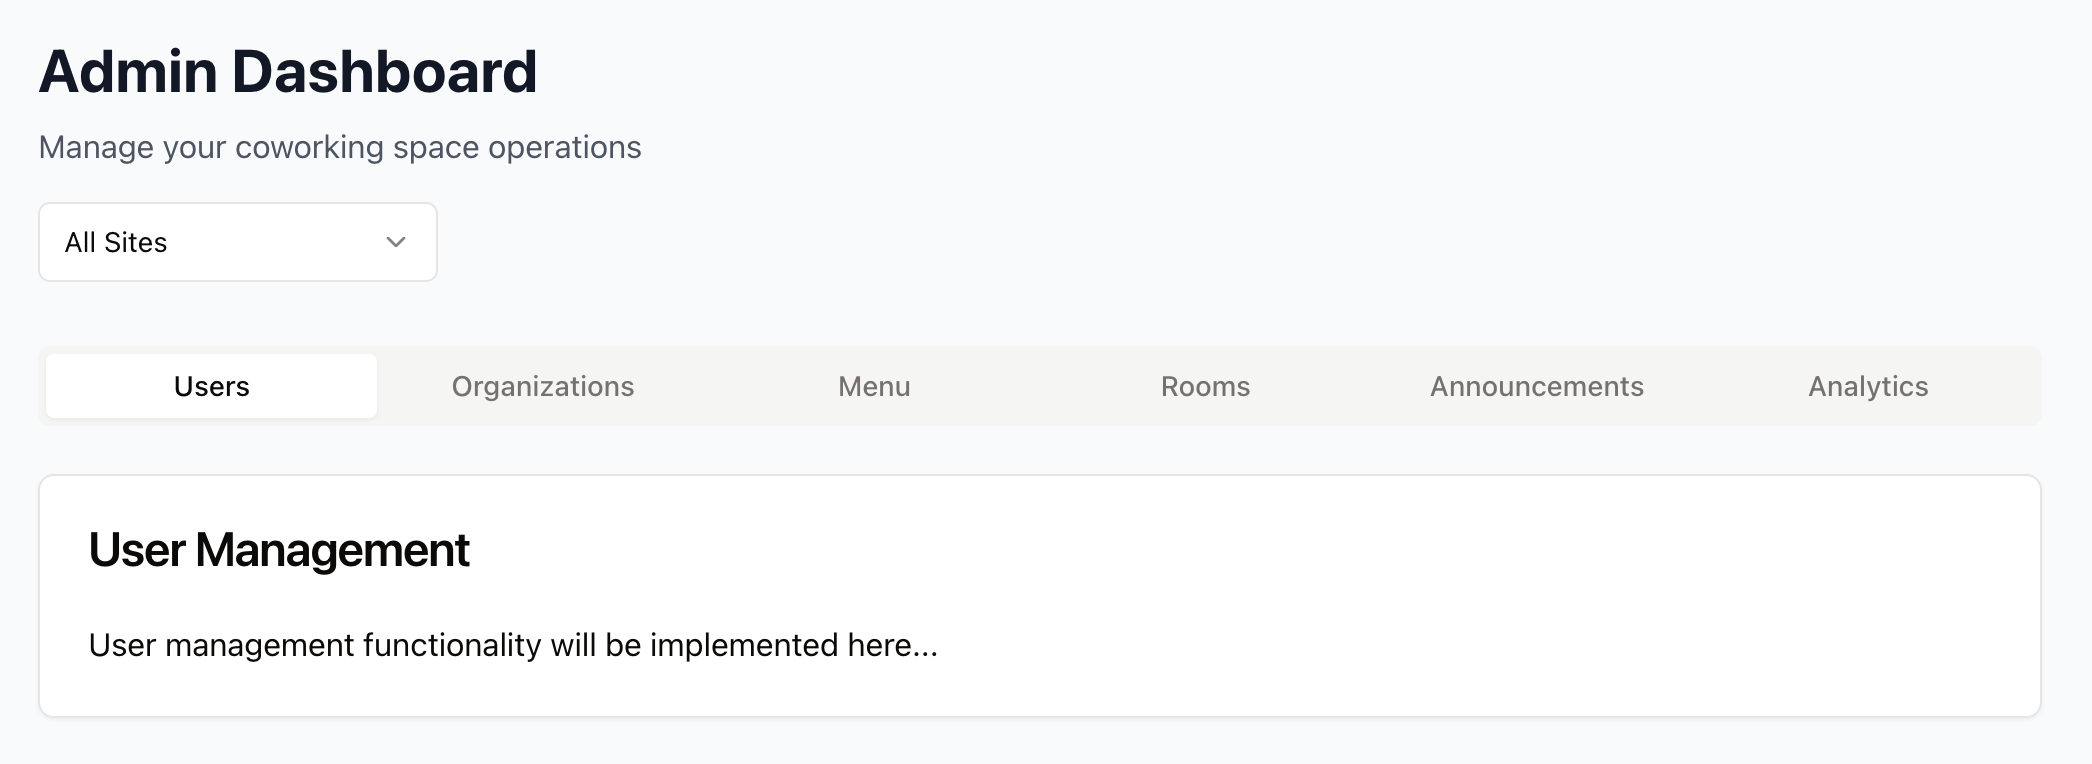 Admin Dashboard
Manage your coworking space operations
All Sites
Users Organizations Menu Rooms Announcements Analytics
User Management
User management functionality will be implemented here...